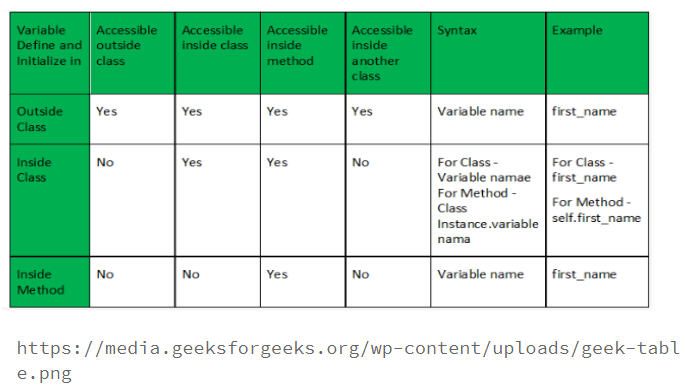 Variable
Define and
Initialize in
Accessible
outside
class
Accessible
inside class
Accessible
inside
method
Accessible
inside
another
class
Syntax
Example
Outside
Class
Yes
Yes
Yes
Yes
Variable name
first_name
Inside
Class
No
Yes
Yes
No
For Class -
Variable namae
For Method -
Class
Instance.variable
nama
For Class -
first_name
For Method -
self.first_name
Inside
Method
No
No
Yes
No
Variable name
first_name
https://media.geeksforgeeks.org/wp-content/uploads/geek-tabl
e.png